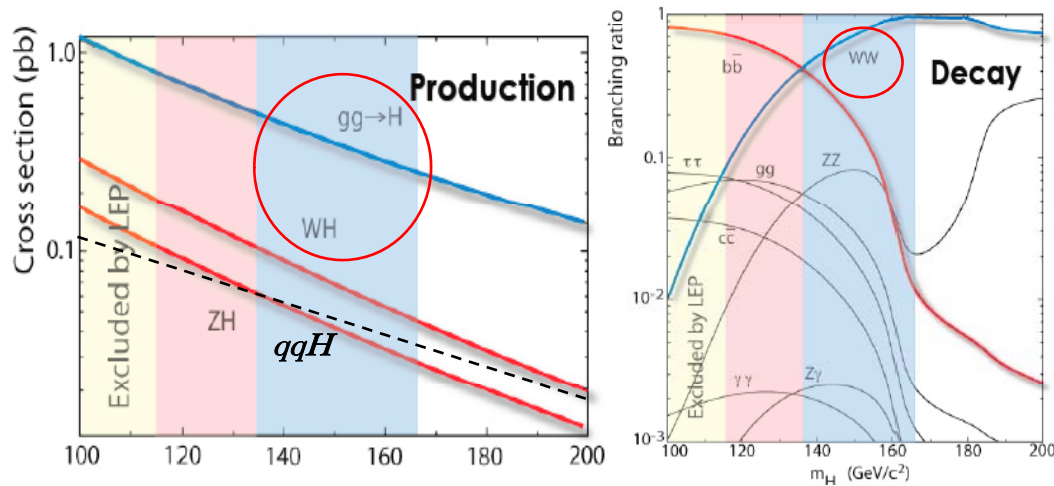 Cross section (pb)
1.0
0.1
Production
gg→H
WH
ZH
qqH
Excluded by LEP
100 120 140 160 180 200
Branching ratio
1
0.1
10⁻²
10⁻³
Decay
bb̄
WW
ττ
gg
ZZ
cc̄
γγ
Zγ
Excluded by LEP
100 120 140 160 180 200
m_H (GeV/c²)